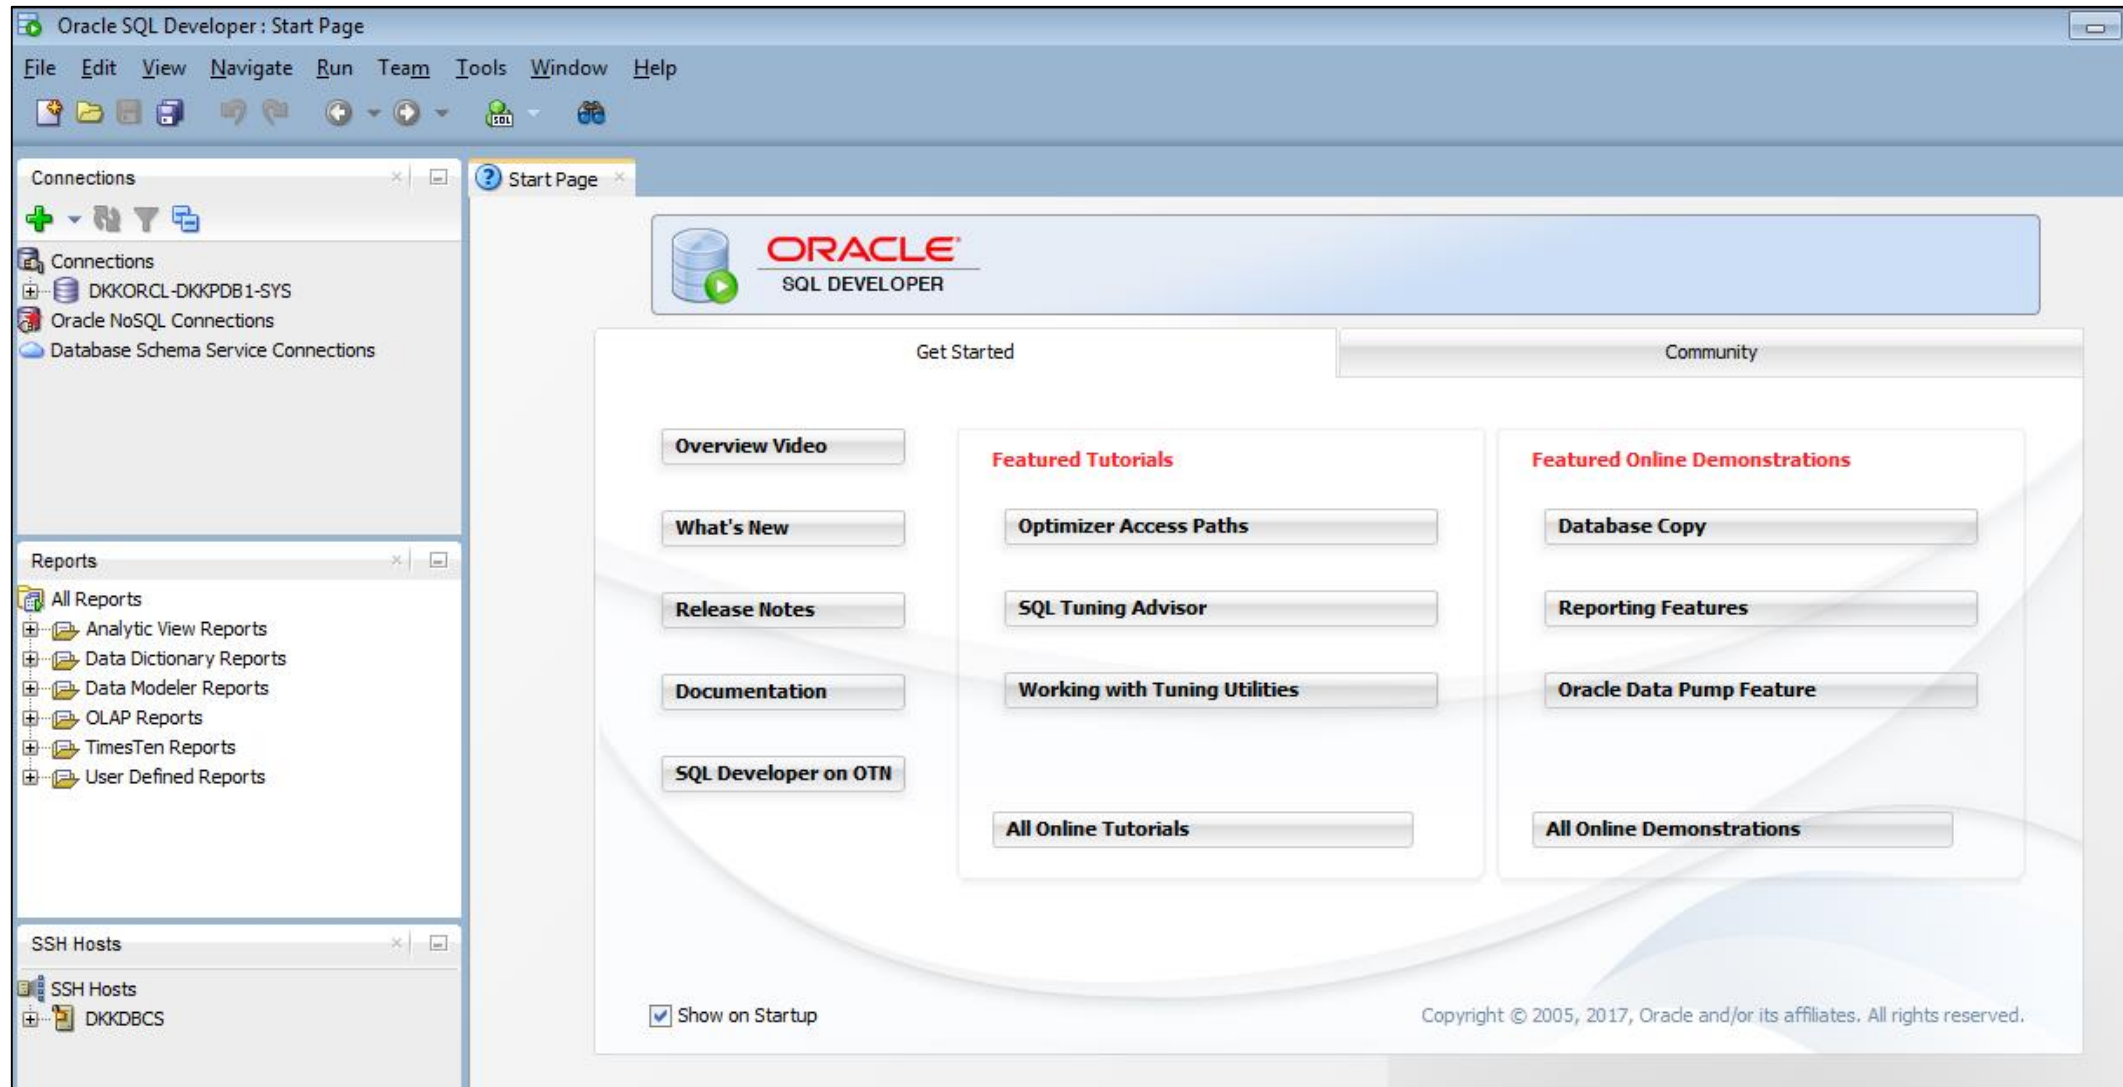 Oracle SQL Developer : Start Page
File Edit View Navigate Run Team Tools Window Help
SQL
Connections
Connections
DKKORCL-DKKPDB1-SYS
Oracle NoSQL Connections
Database Schema Service Connections
Reports
All Reports
Analytic View Reports
Data Dictionary Reports
Data Modeler Reports
OLAP Reports
TimesTen Reports
User Defined Reports
SSH Hosts
SSH Hosts
DKKDBCS
Start Page
ORACLE
SQL DEVELOPER
Get Started
Community
Overview Video
What's New
Release Notes
Documentation
SQL Developer on OTN
Featured Tutorials
Optimizer Access Paths
SQL Tuning Advisor
Working with Tuning Utilities
All Online Tutorials
Featured Online Demonstrations
Database Copy
Reporting Features
Oracle Data Pump Feature
All Online Demonstrations
Show on Startup
Copyright © 2005, 2017, Oracle and/or its affiliates. All rights reserved.